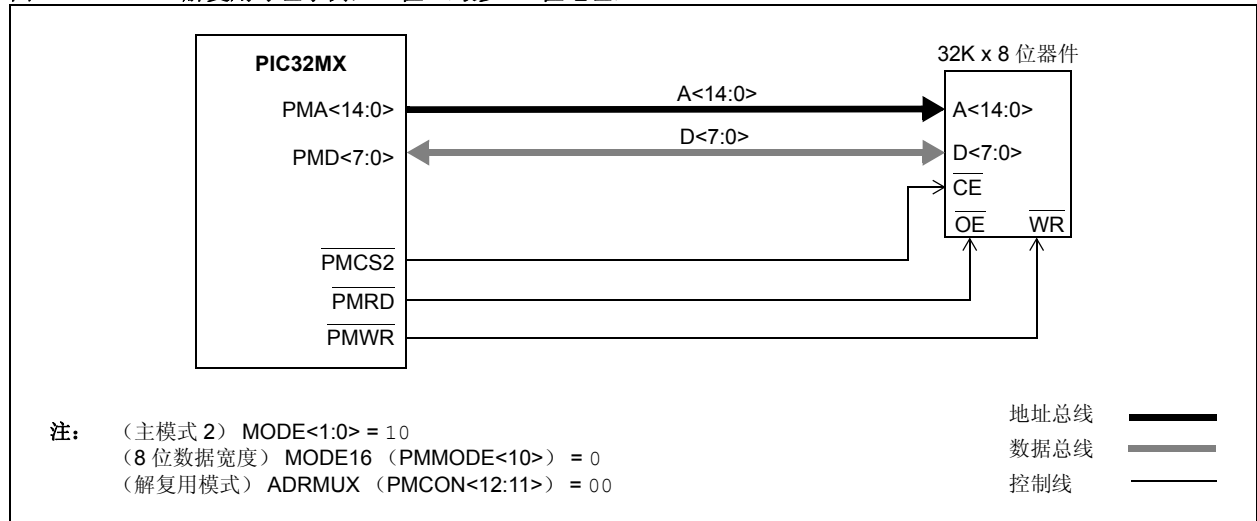 PIC32MX
32K x 8 位器件
PMA<14:0>
A<14:0>
A<14:0>
PMD<7:0>
D<7:0>
D<7:0>
CE
OE WR
PMCS2
PMRD
PMWR
注： （主模式 2） MODE<1:0> = 10
（8 位数据宽度） MODE16 （PMMODE<10>） = 0
（解复用模式） ADRMUX （PMCON<12:11>） = 00
地址总线
数据总线
控制线